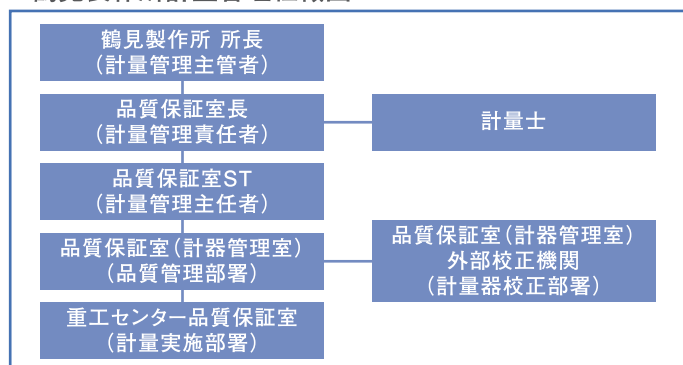 鶴見製作所 所長
(計量管理主管者)
品質保証室長
(計量管理責任者)
計量士
品質保証室ST
(計量管理主任者)
品質保証室(計器管理室)
(品質管理部署)
品質保証室(計器管理室)
外部校正機関
(計量器校正部署)
重工センター品質保証室
(計量実施部署)